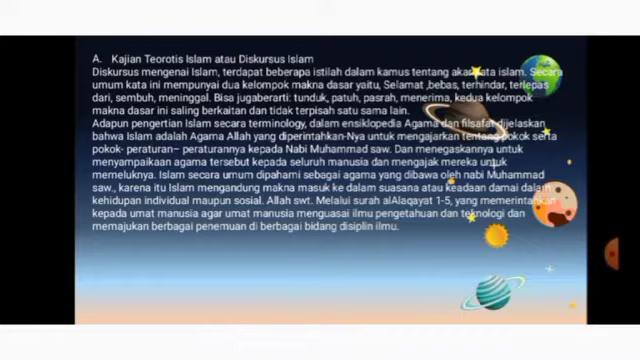 A. Kajian Teorotis Islam atau Diskursus Islam
Diskursus mengenai Islam, terdapat beberapa istilah dalam kamus tentang akar kata islam. Secara
umum kata ini mempunyai dua kelompok makna dasar yaitu, Selamat ,bebas, terhindar, terlepas
dari, sembuh, meninggal. Bisa jugaberarti: tunduk, patuh, pasrah, menerima, kedua kelompok
makna dasar ini saling berkaitan dan tidak terpisah satu sama lain.
Adapun pengertian Islam secara terminology, dalam ensiklopedia Agama dan filsafat dijelaskan
bahwa Islam adalah Agama Allah yang diperintahkan-Nya untuk mengajarkan tentang pokok serta
pokok- peraturan– peraturannya kepada Nabi Muhammad saw. Dan menegaskannya untuk
menyampaikaan agama tersebut kepada seluruh manusia dan mengajak mereka untuk
memeluknya. Islam secara umum dipahami sebagai agama yang dibawa oleh nabi Muhammad
saw., karena itu Islam mengandung makna masuk ke dalam suasana atau keadaan damai dalam
kehidupan individual maupun sosial. Allah swt. Melalui surah alAlaqayat 1-5, yang memerintahkan
kepada umat manusia agar umat manusia menguasai ilmu pengetahuan dan teknologi dan
memajukan berbagai penemuan di berbagai bidang disiplin ilmu.